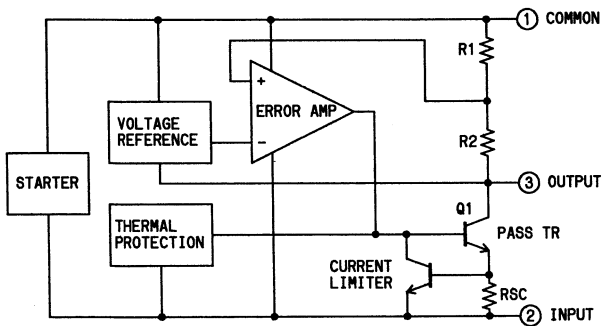 ① COMMON
R1
+
ERROR AMP
−
VOLTAGE
REFERENCE
R2
STARTER
③ OUTPUT
Q1
THERMAL
PROTECTION
PASS TR
CURRENT
LIMITER
RSC
② INPUT